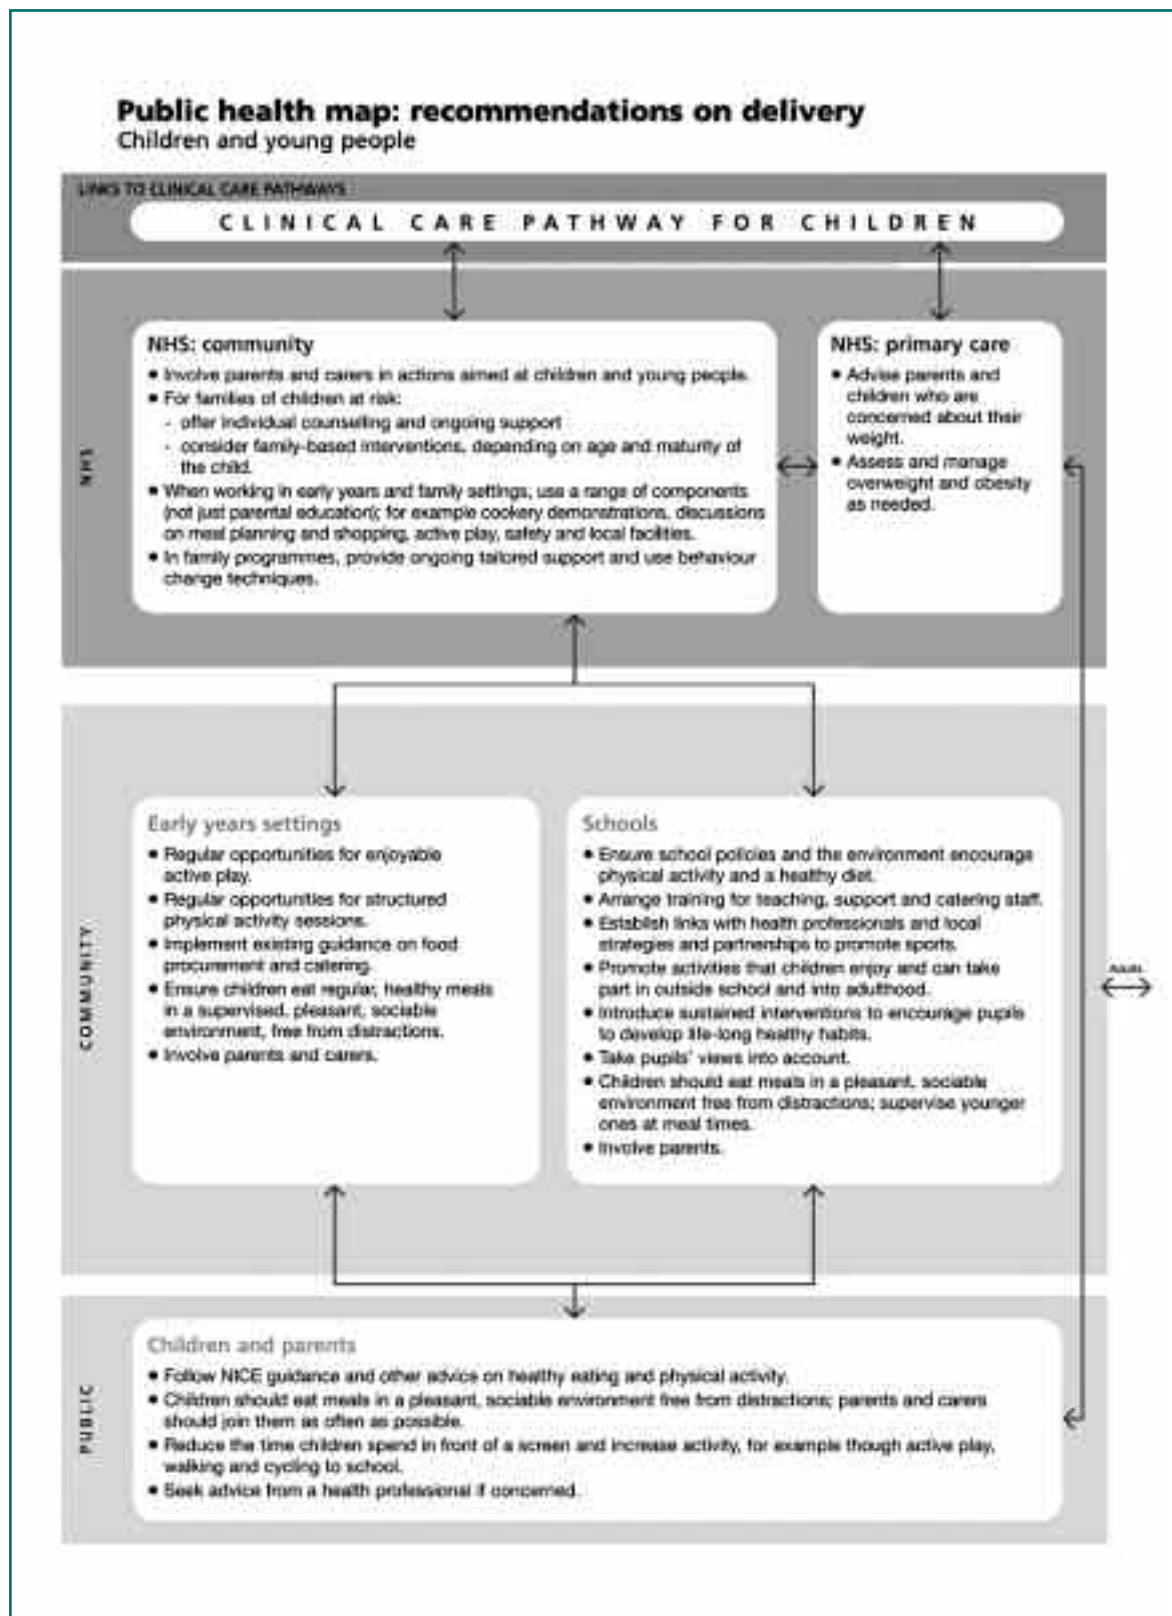 Public health map: recommendations on delivery
Children and young people
LINKS TO CLINICAL CARE PATHWAYS
CLINICAL CARE PATHWAY FOR CHILDREN
NHS
NHS: community
• Involve parents and carers in actions aimed at children and young people.
• For families of children at risk:
- offer individual counselling and ongoing support
- consider family-based interventions, depending on age and maturity of
the child.
• When working in early years and family settings, use a range of components
(not just parental education); for example cookery demonstrations, discussions
on meal planning and shopping, active play, safety and local facilities.
• In family programmes, provide ongoing tailored support and use behaviour
change techniques.
NHS: primary care
• Advise parents and
children who are
concerned about their
weight.
• Assess and manage
overweight and obesity
as needed.
COMMUNITY
Early years settings
• Regular opportunities for enjoyable
active play.
• Regular opportunities for structured
physical activity sessions.
• Implement existing guidance on food
procurement and catering.
• Ensure children eat regular, healthy meals
in a supervised, pleasant, sociable
environment, free from distractions.
• Involve parents and carers.
Schools
• Ensure school policies and the environment encourage
physical activity and a healthy diet.
• Arrange training for teaching, support and catering staff.
• Establish links with health professionals and local
strategies and partnerships to promote sports.
• Promote activities that children enjoy and can take
part in outside school and into adulthood.
• Introduce sustained interventions to encourage pupils
to develop life-long healthy habits.
• Take pupils' views into account.
• Children should eat meals in a pleasant, sociable
environment free from distractions; supervise younger
ones at meal times.
• Involve parents.
PUBLIC
Children and parents
• Follow NICE guidance and other advice on healthy eating and physical activity.
• Children should eat meals in a pleasant, sociable environment free from distractions; parents and carers
should join them as often as possible.
• Reduce the time children spend in front of a screen and increase activity, for example though active play,
walking and cycling to school.
• Seek advice from a health professional if concerned.